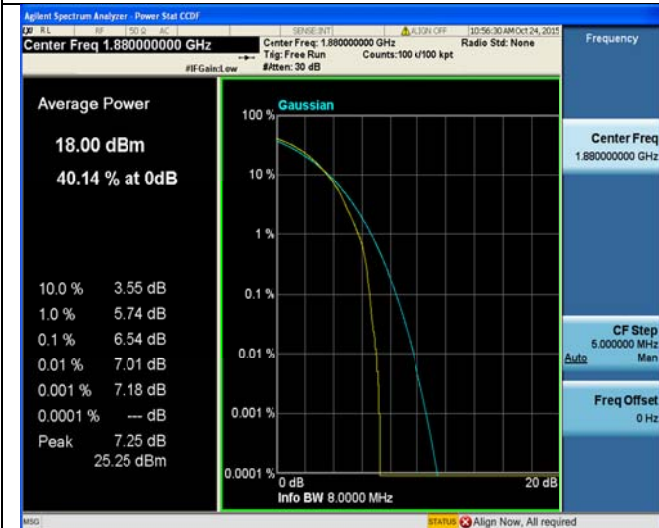 Agilent Spectrum Analyzer - Power Stat CCDF
RL RF 50 Ω AC SENSE:INT ALIGN OFF 10:56:30 AM Oct 24, 2015
Center Freq 1.880000000 GHz
Center Freq: 1.880000000 GHz Radio Std: None
Trig: Free Run Counts:100 k/100 kpt
#IFGain:Low #Atten: 30 dB
Frequency
Average Power
18.00 dBm
40.14 % at 0dB
10.0 % 3.55 dB
1.0 % 5.74 dB
0.1 % 6.54 dB
0.01 % 7.01 dB
0.001 % 7.18 dB
0.0001 % --- dB
Peak 7.25 dB
25.25 dBm
100 %
Gaussian
10 %
1 %
0.1 %
0.01 %
0.001 %
0.0001 %
0 dB 20 dB
Info BW 8.0000 MHz
Center Freq
1.880000000 GHz
CF Step
5.000000 MHz
Auto Man
Freq Offset
0 Hz
MSG STATUS Align Now, All required